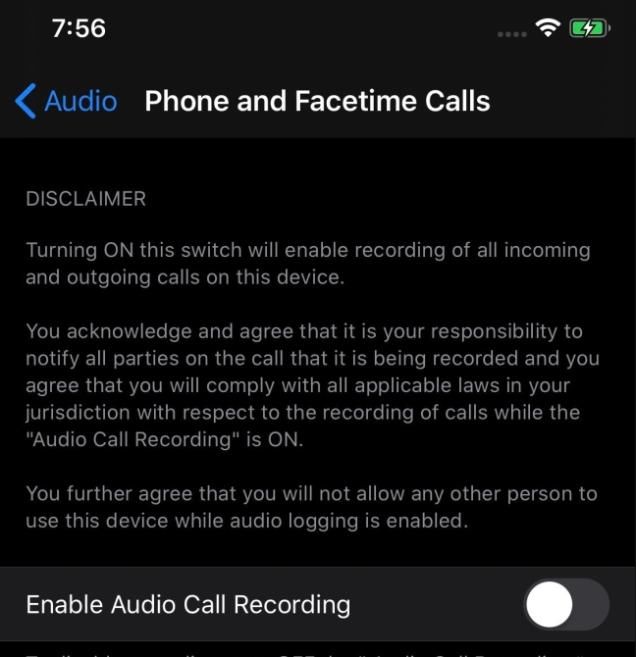 7:56
Audio Phone and Facetime Calls
DISCLAIMER
Turning ON this switch will enable recording of all incoming
and outgoing calls on this device.
You acknowledge and agree that it is your responsibility to
notify all parties on the call that it is being recorded and you
agree that you will comply with all applicable laws in your
jurisdiction with respect to the recording of calls while the
"Audio Call Recording" is ON.
You further agree that you will not allow any other person to
use this device while audio logging is enabled.
Enable Audio Call Recording